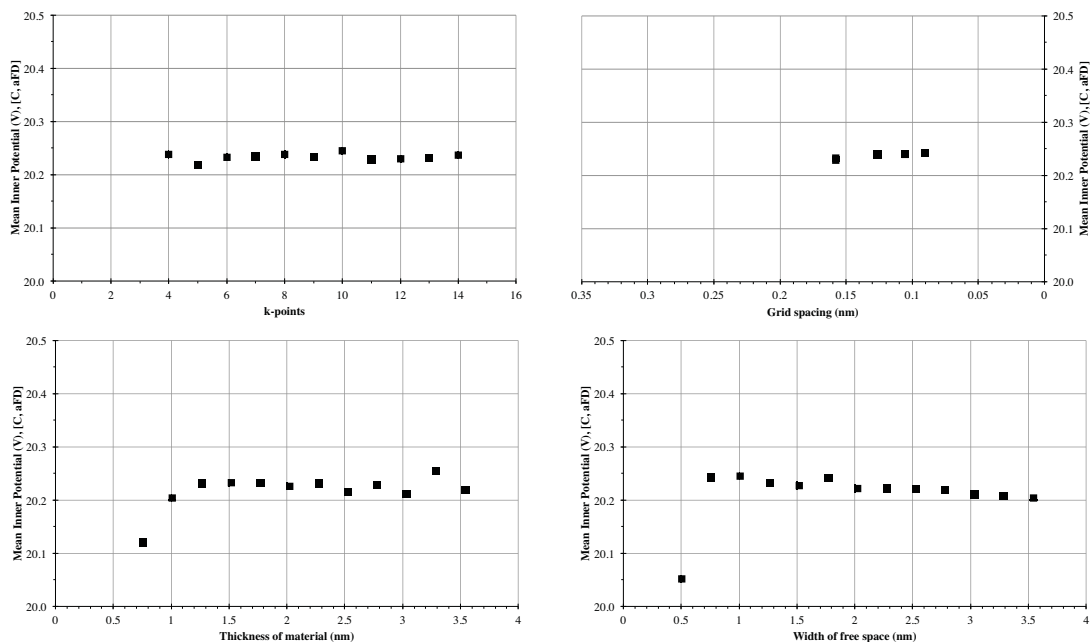 20.5
20.4
20.3
20.2
20.1
20.0
0 2 4 6 8 10 12 14 16
k-points
Mean Inner Potential (V), [C, aFD]
20.5
20.4
20.3
20.2
20.1
20.0
0.35 0.3 0.25 0.2 0.15 0.1 0.05 0
Grid spacing (nm)
Mean Inner Potential (V), [C, aFD]
20.5
20.4
20.3
20.2
20.1
20.0
0 0.5 1 1.5 2 2.5 3 3.5 4
Thickness of material (nm)
Mean Inner Potential (V), [C, aFD]
20.5
20.4
20.3
20.2
20.1
20.0
0 0.5 1 1.5 2 2.5 3 3.5 4
Width of free space (nm)
Mean Inner Potential (V), [C, aFD]